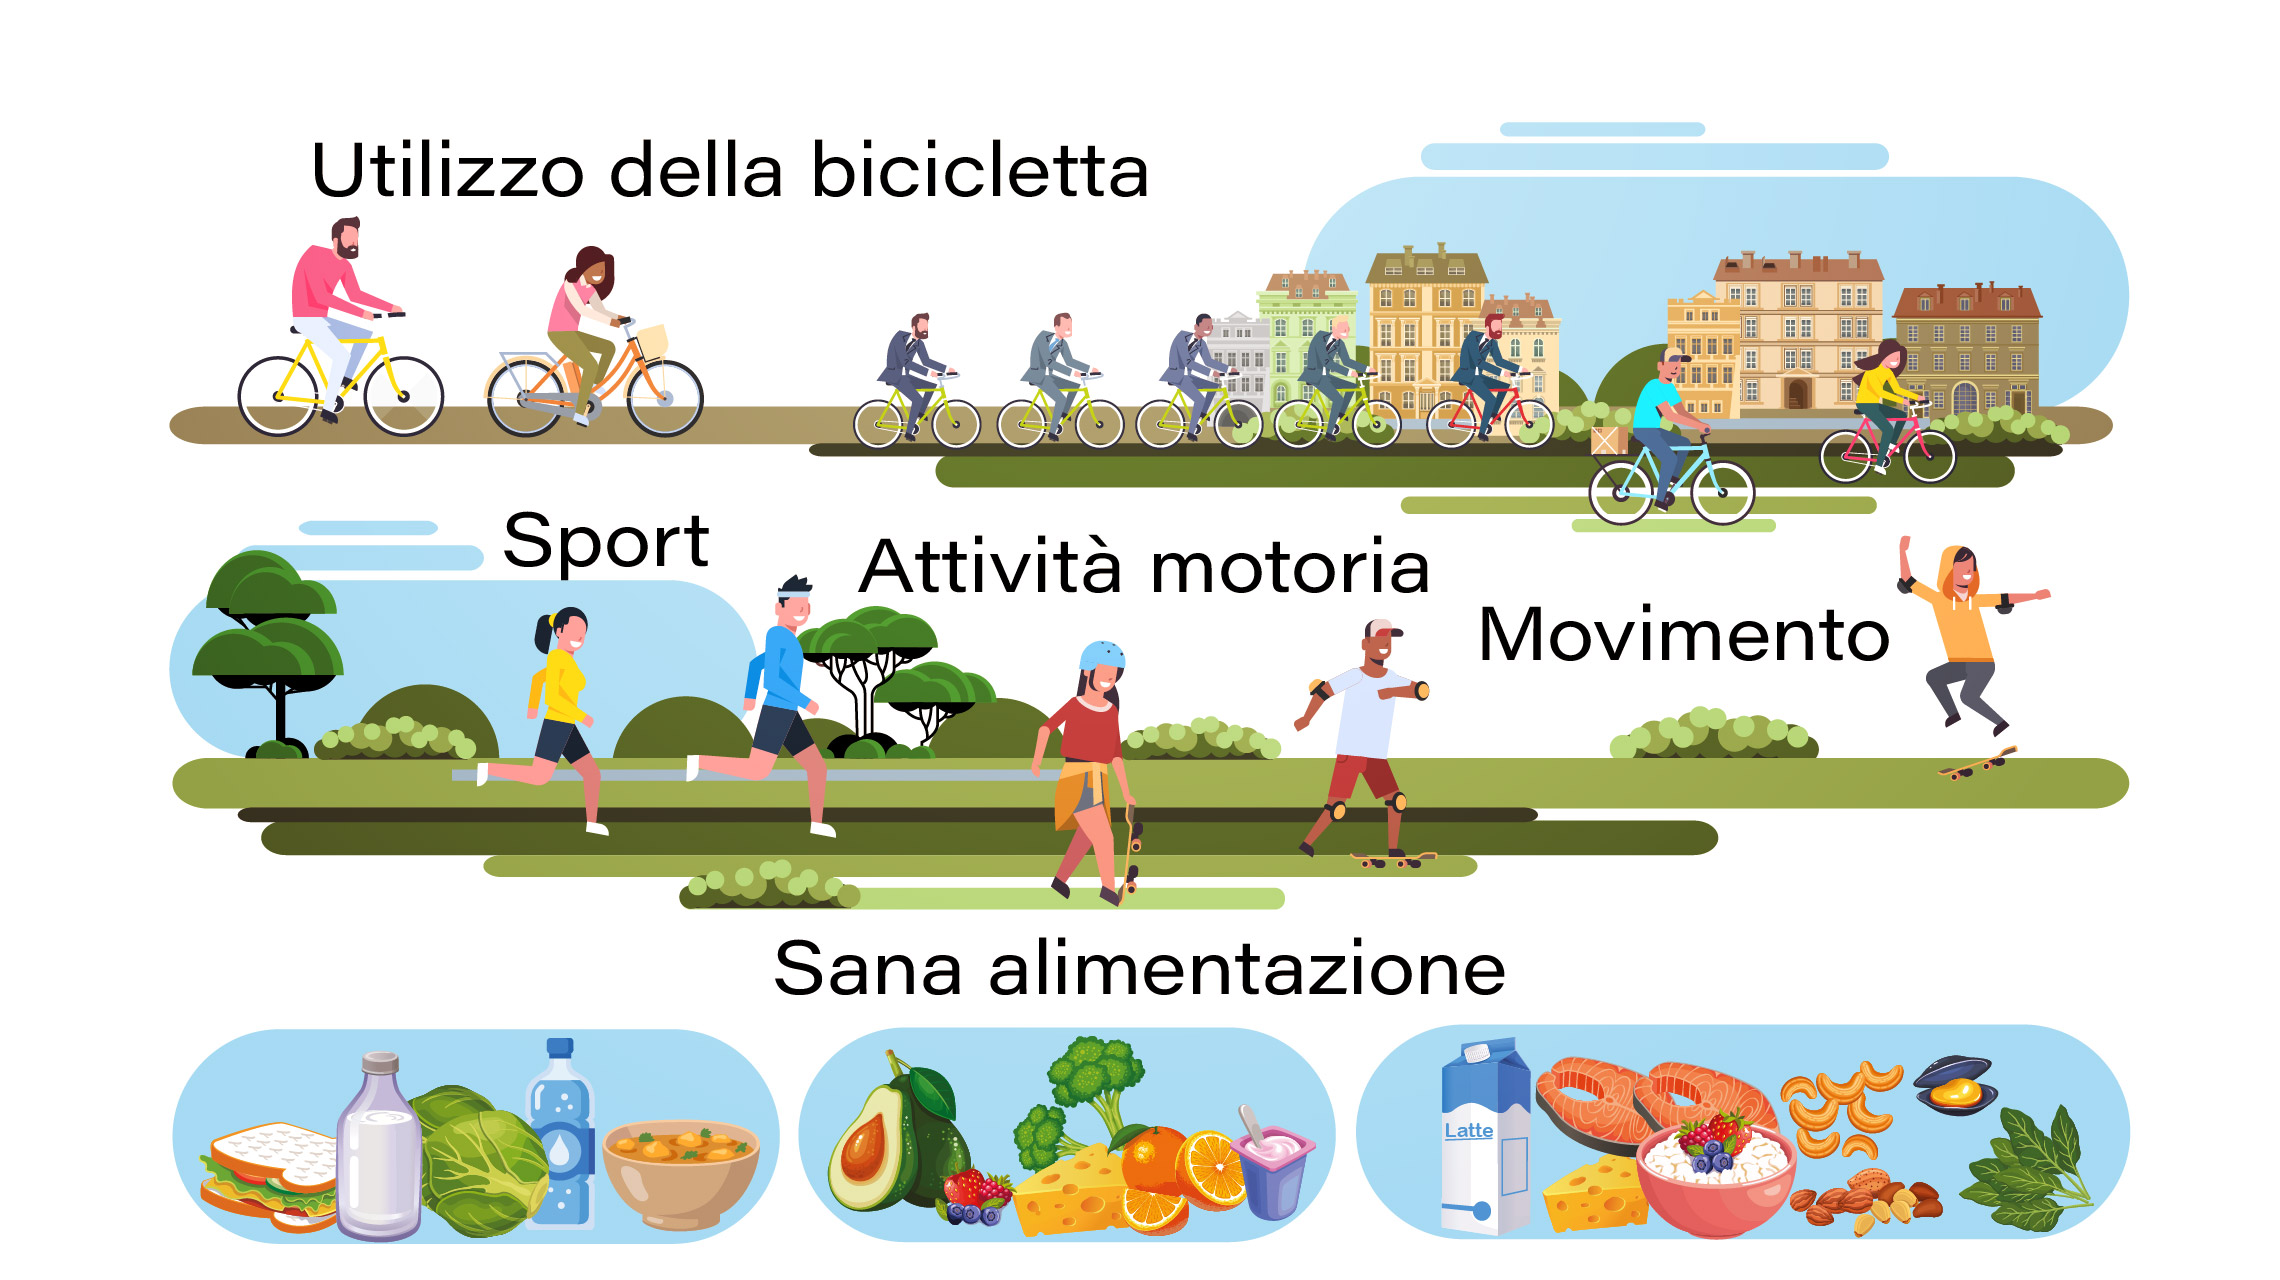 Utilizzo della bicicletta
Sport
Attività motoria
Movimento
Sana alimentazione
Latte